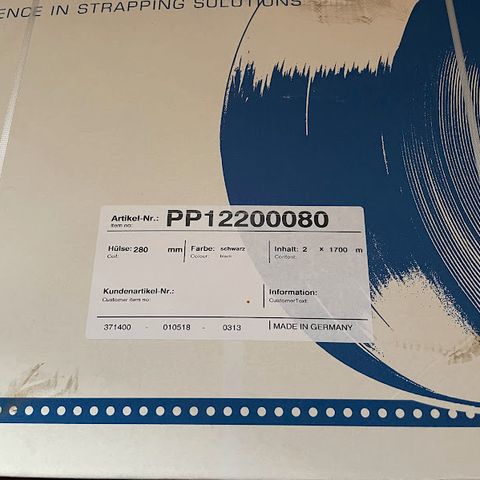 ENCE IN STRAPPING SOLUTIONS
Artikel-Nr.: PP12200080
Item no:
Hülse: 280 mm Farbe: schwarz Inhalt: 2 x 1700 m
Colour: Content:
Kundenartikel-Nr.: Information:
Customer item no: CustomerText:
371400 - 010518 - 0313 MADE IN GERMANY